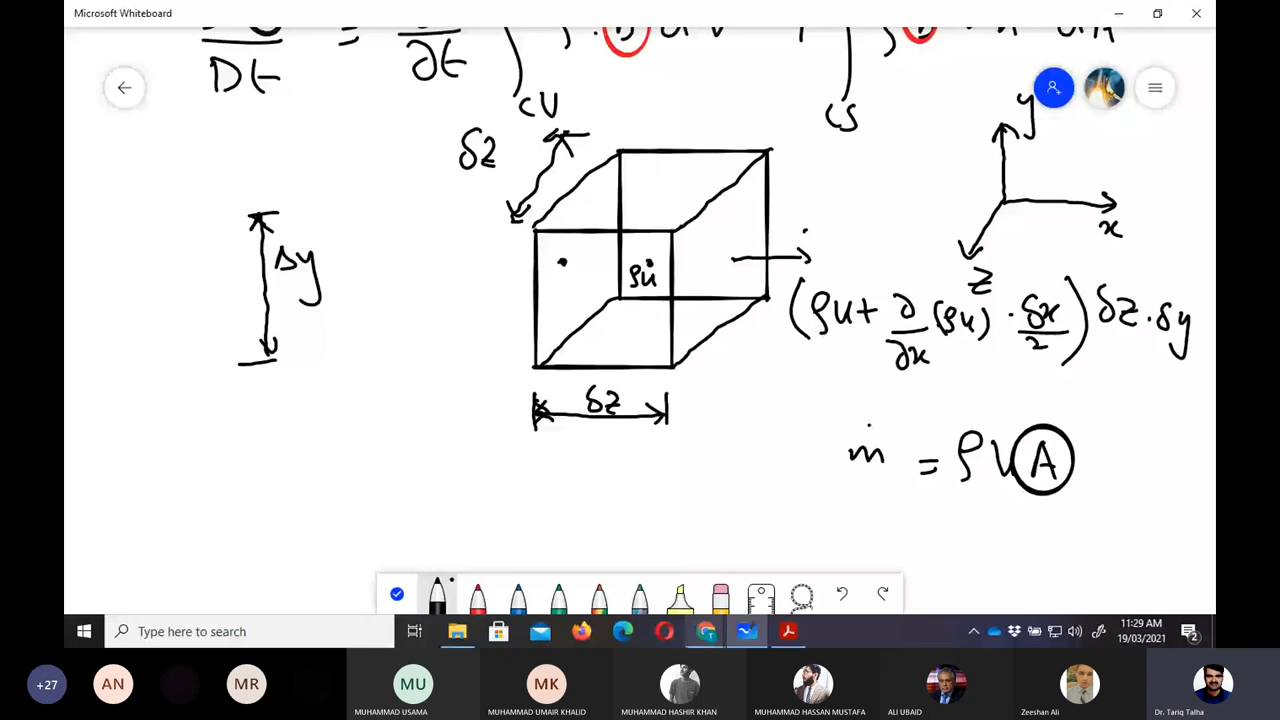 Microsoft Whiteboard
Dt = ∂/∂t
CV
CS
δz
y
x
z
Δy
ρu
(ρu + ∂/∂x (ρu) · δx/2) δz · δy
δz
ṁ = ρVA
Type here to search
11:29 AM
19/03/2021
2
+27
AN
MR
MU
MUHAMMAD USAMA
MK
MUHAMMAD UMAIR KHALID
MUHAMMAD HASHIR KHAN
MUHAMMAD HASSAN MUSTAFA
ALI UBAID
Zeeshan Ali
Dr. Tariq Talha